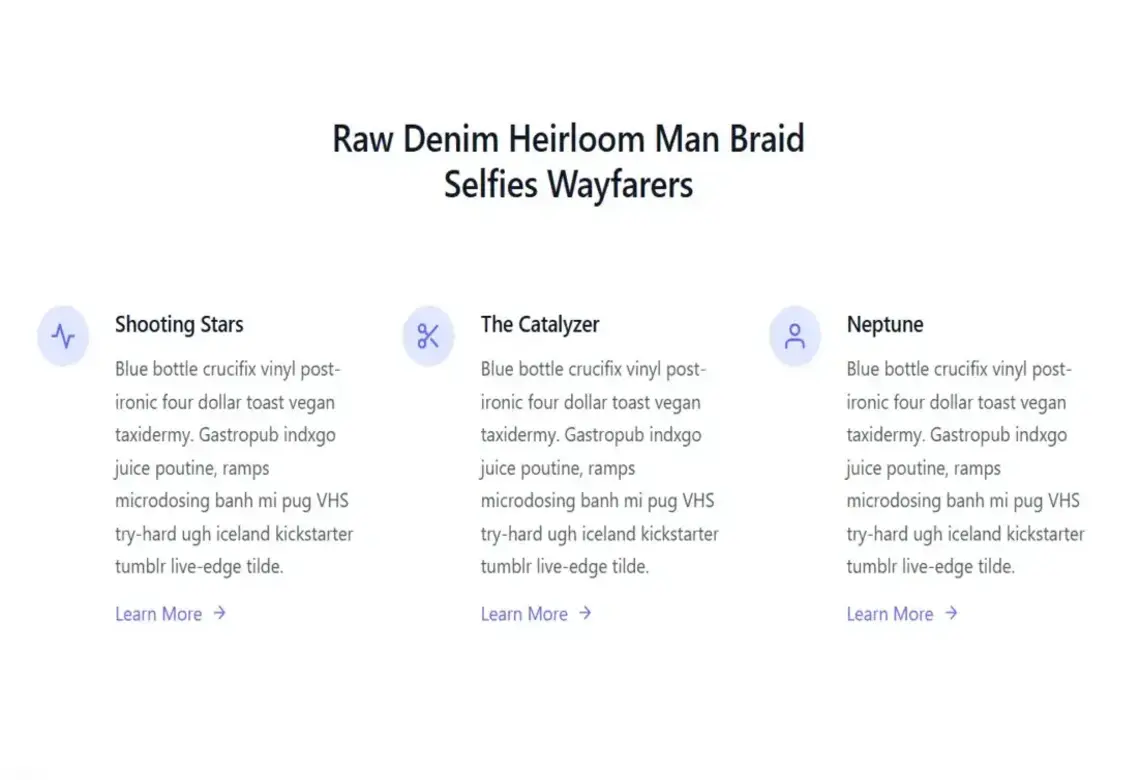 Raw Denim Heirloom Man Braid
Selfies Wayfarers
Shooting Stars
Blue bottle crucifix vinyl post-
ironic four dollar toast vegan
taxidermy. Gastropub indxgo
juice poutine, ramps
microdosing banh mi pug VHS
try-hard ugh iceland kickstarter
tumblr live-edge tilde.
Learn More →
The Catalyzer
Blue bottle crucifix vinyl post-
ironic four dollar toast vegan
taxidermy. Gastropub indxgo
juice poutine, ramps
microdosing banh mi pug VHS
try-hard ugh iceland kickstarter
tumblr live-edge tilde.
Learn More →
Neptune
Blue bottle crucifix vinyl post-
ironic four dollar toast vegan
taxidermy. Gastropub indxgo
juice poutine, ramps
microdosing banh mi pug VHS
try-hard ugh iceland kickstarter
tumblr live-edge tilde.
Learn More →